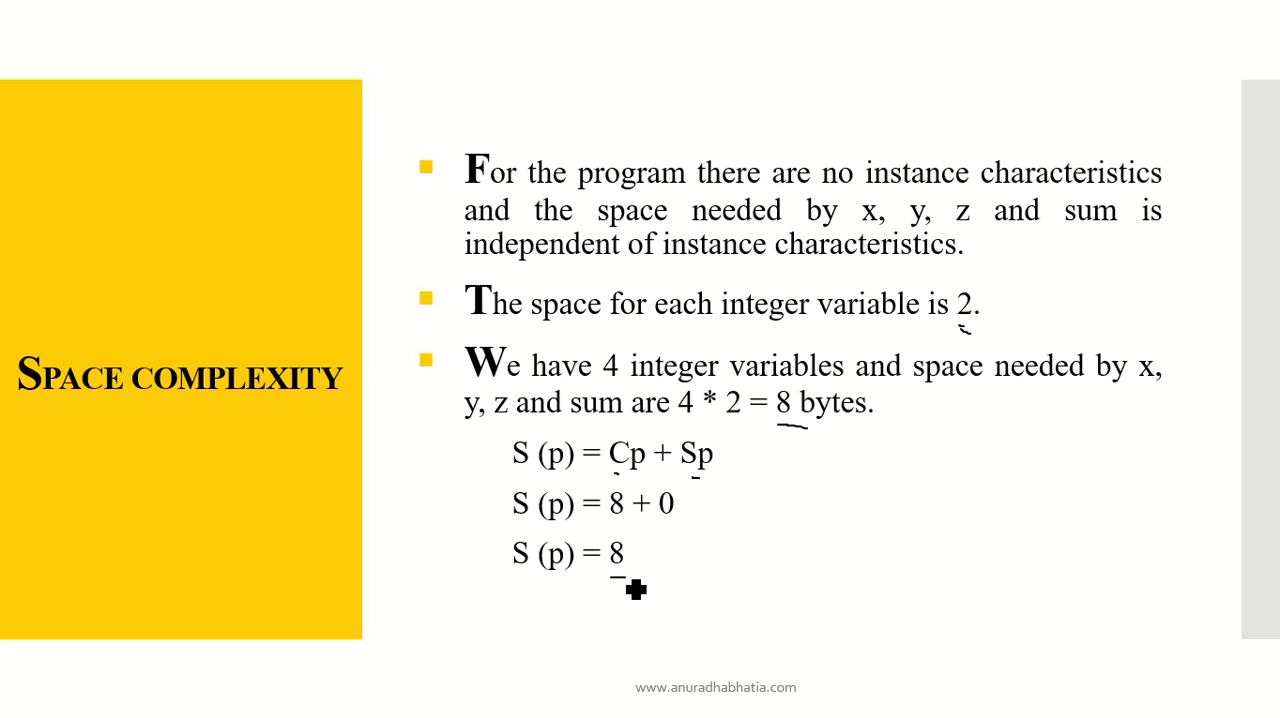 SPACE COMPLEXITY
For the program there are no instance characteristics
and the space needed by x, y, z and sum is
independent of instance characteristics.
The space for each integer variable is 2.
We have 4 integer variables and space needed by x,
y, z and sum are 4 * 2 = 8 bytes.
S (p) = Cp + Sp
S (p) = 8 + 0
S (p) = 8
www.anuradhabhatia.com